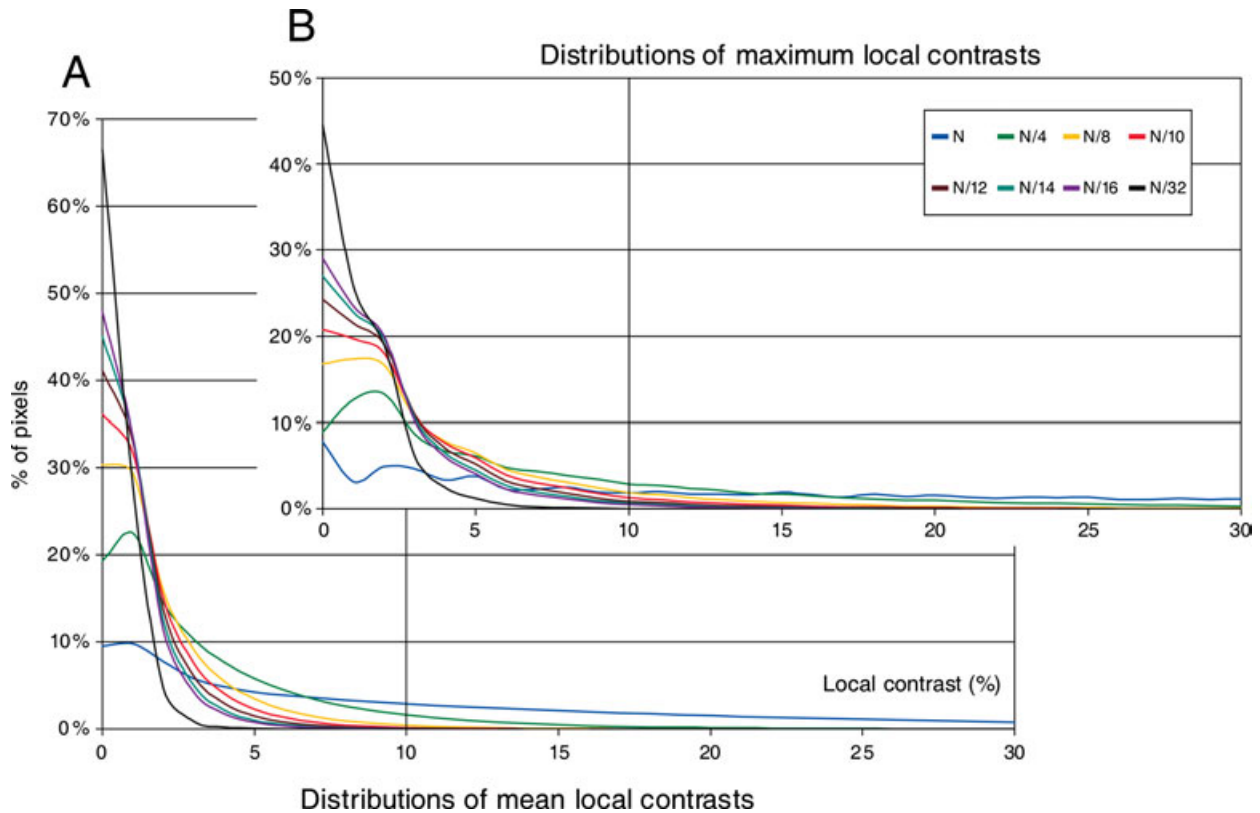 B
A
Distributions of maximum local contrasts
50%
40%
30%
20%
10%
0%
0 5 10 15 20 25 30
N N/4 N/8 N/10
N/12 N/14 N/16 N/32
% of pixels
70%
60%
50%
40%
30%
20%
10%
0%
Local contrast (%)
0 5 10 15 20 25 30
Distributions of mean local contrasts